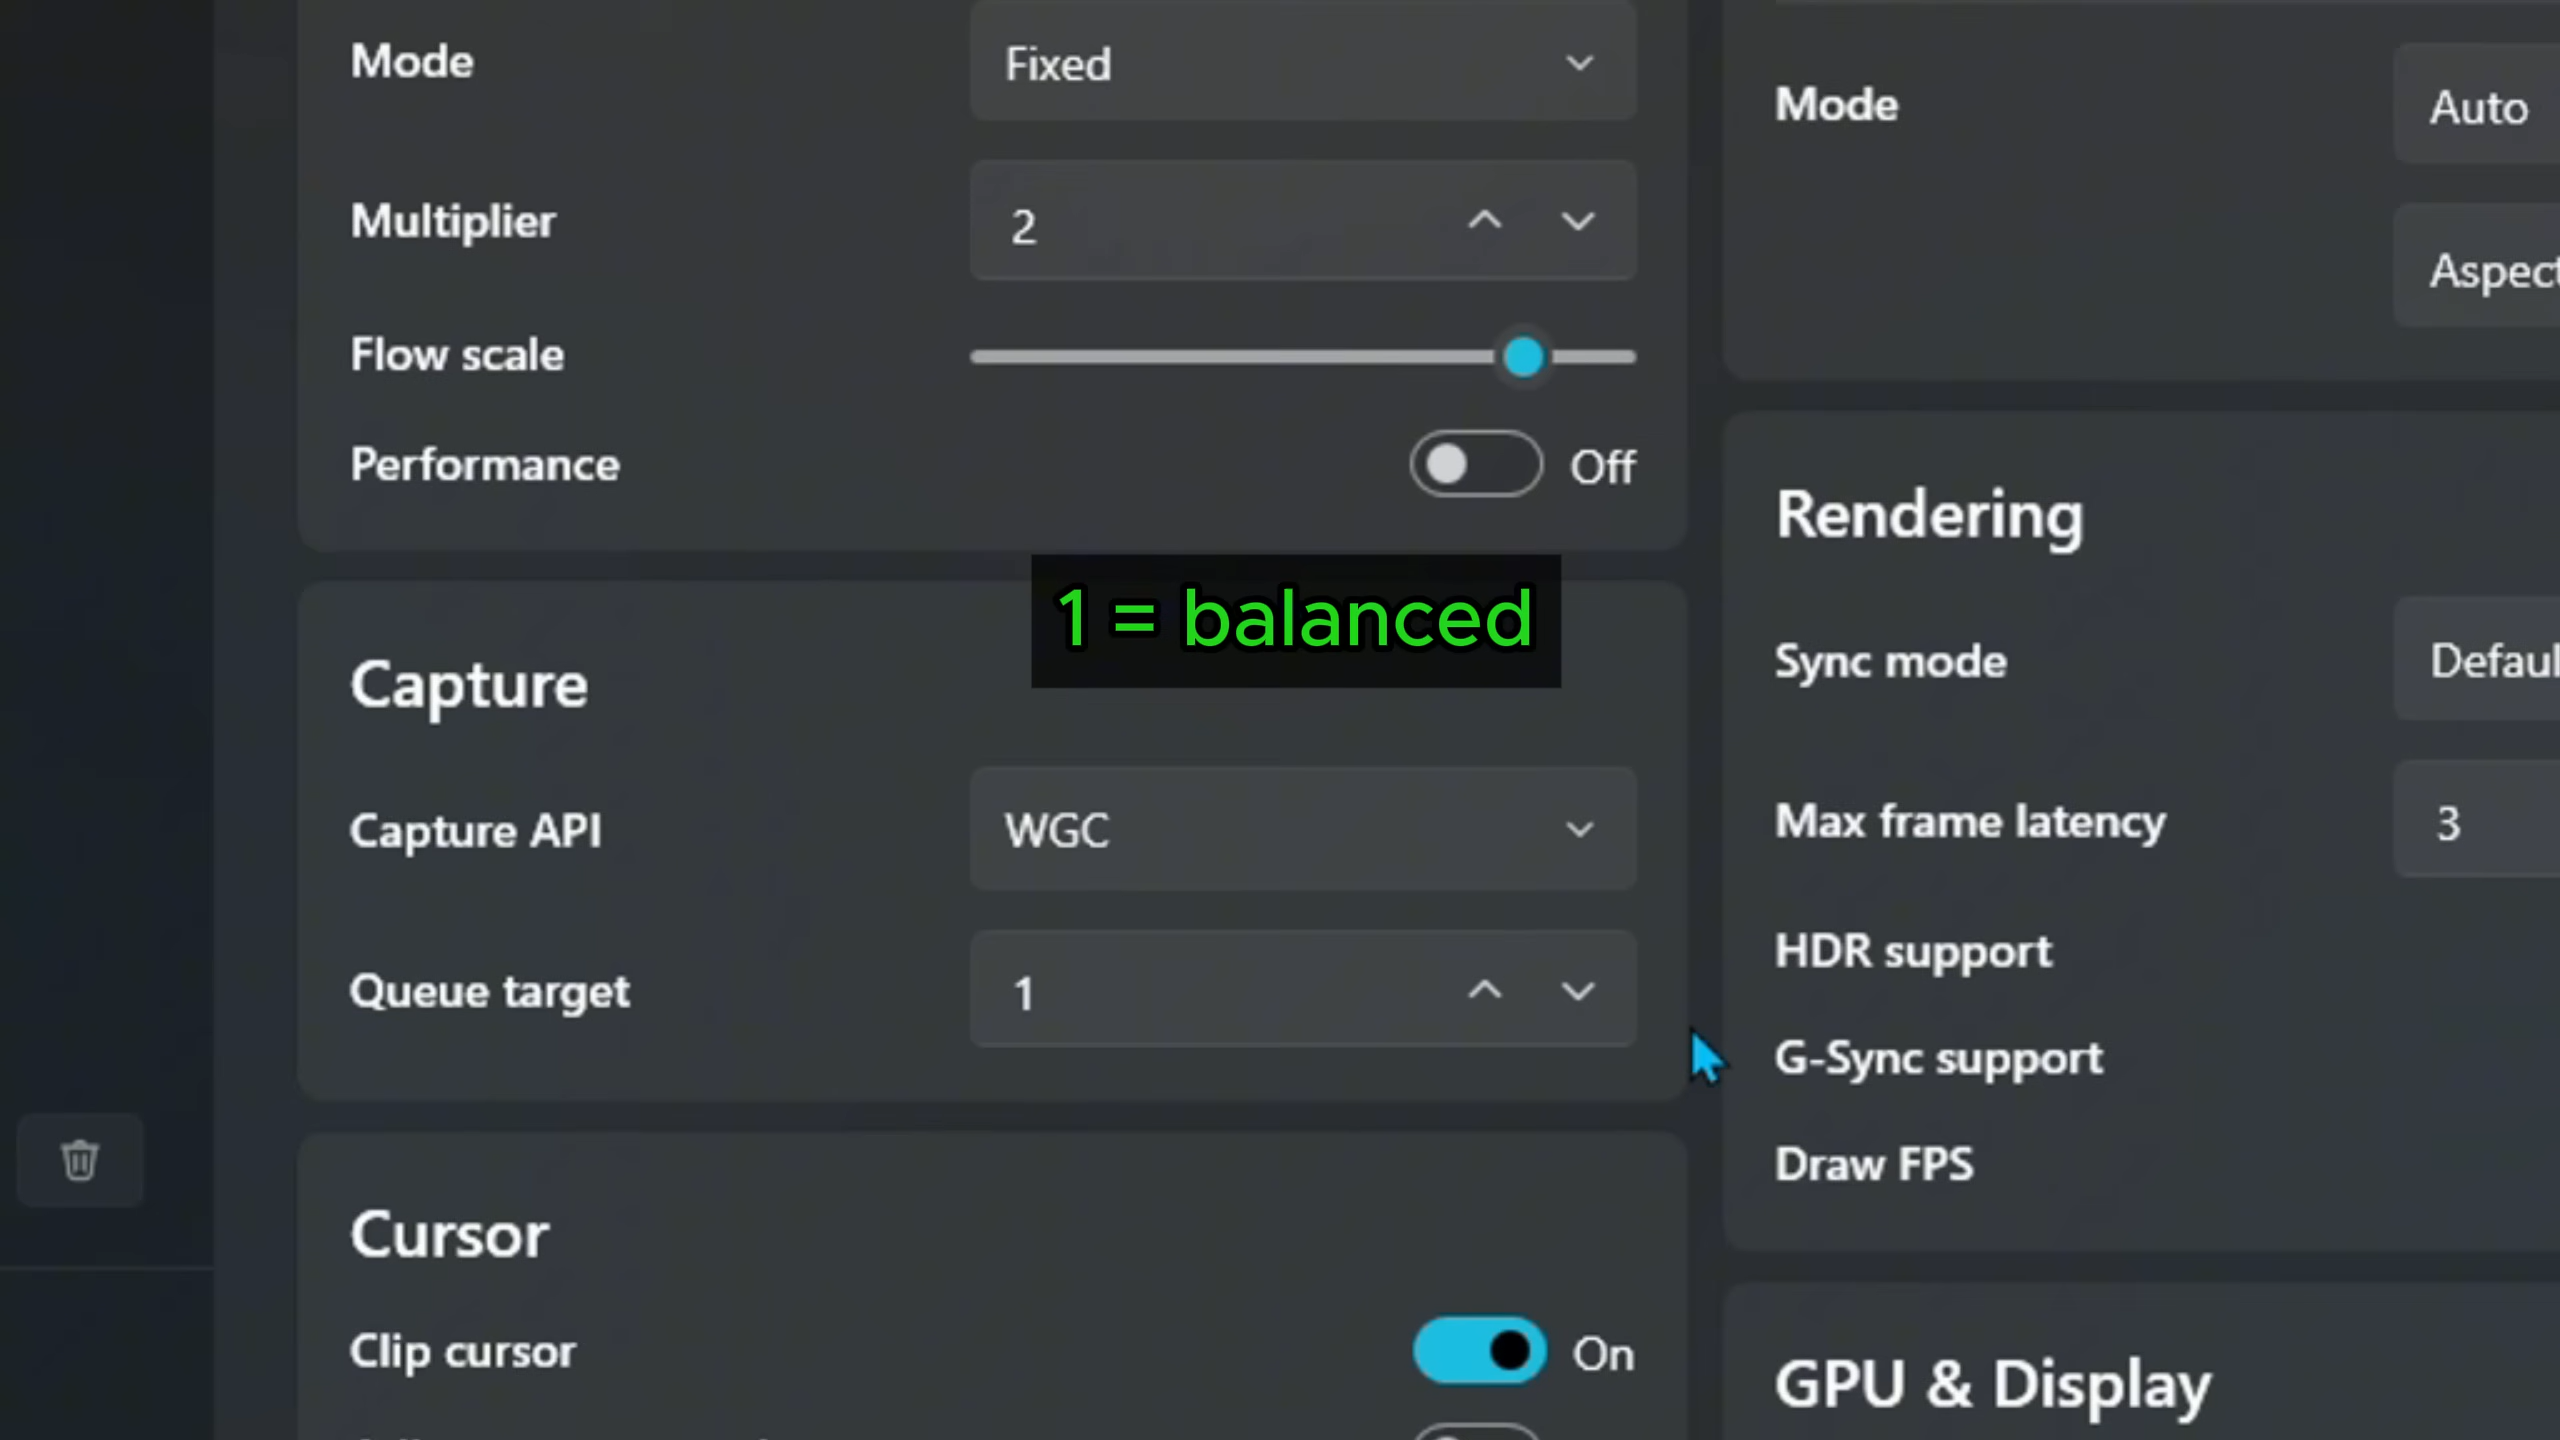 Mode
Fixed
Multiplier
2
Flow scale
Performance
Off
1 = balanced
Capture
Capture API
WGC
Queue target
1
Cursor
Clip cursor
On
Mode
Auto
Aspect
Rendering
Sync mode
Defaul
Max frame latency
3
HDR support
G-Sync support
Draw FPS
GPU & Display